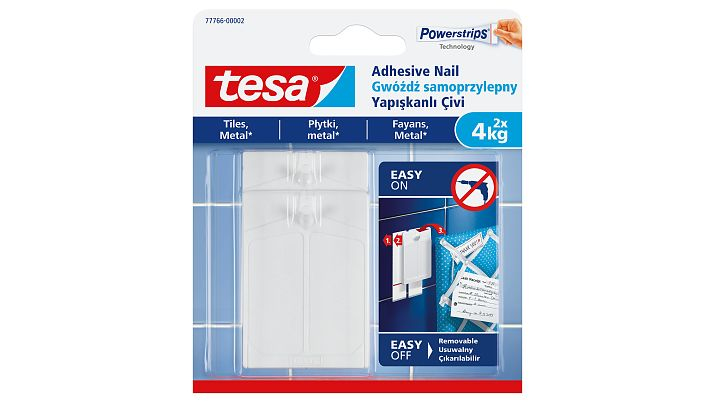 77766-00002
Powerstrips®
Technology
tesa®
Adhesive Nail
Gwóźdź samoprzylepny
Yapışkanlı Çivi
Tiles,
Metal*
Płytki,
metal*
Fayans,
Metal*
2x
4kg
EASY
ON
1.
2.
3.
EASY
OFF
Removable
Usuwalny
Çıkarılabilir